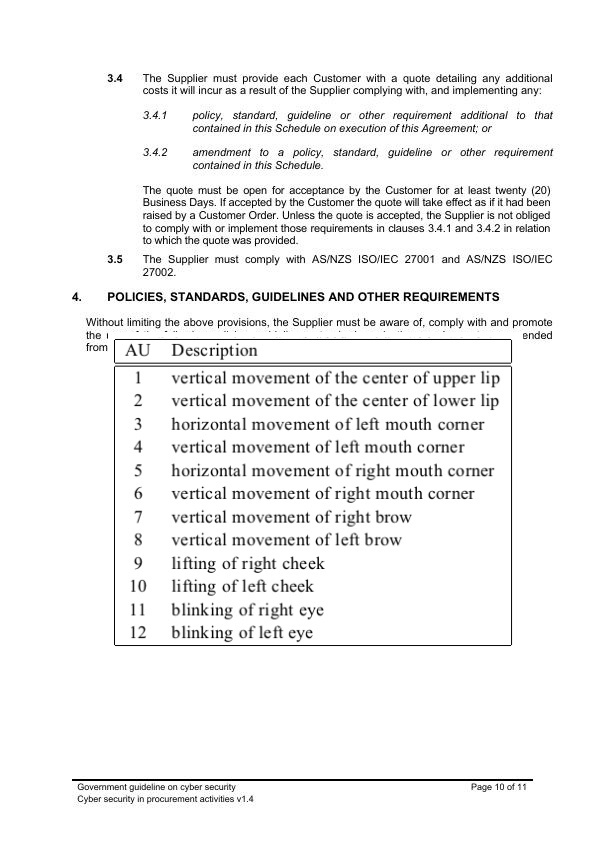 3.4 The Supplier must provide each Customer with a quote detailing any additional
costs it will incur as a result of the Supplier complying with, and implementing any:
3.4.1 policy, standard, guideline or other requirement additional to that
contained in this Schedule on execution of this Agreement; or
3.4.2 amendment to a policy, standard, guideline or other requirement
contained in this Schedule.
The quote must be open for acceptance by the Customer for at least twenty (20)
Business Days. If accepted by the Customer the quote will take effect as if it had been
raised by a Customer Order. Unless the quote is accepted, the Supplier is not obliged
to comply with or implement those requirements in clauses 3.4.1 and 3.4.2 in relation
to which the quote was provided.
3.5 The Supplier must comply with AS/NZS ISO/IEC 27001 and AS/NZS ISO/IEC
27002.
4. POLICIES, STANDARDS, GUIDELINES AND OTHER REQUIREMENTS
Without limiting the above provisions, the Supplier must be aware of, comply with and promote
the ended
from
AU Description
1 vertical movement of the center of upper lip
2 vertical movement of the center of lower lip
3 horizontal movement of left mouth corner
4 vertical movement of left mouth corner
5 horizontal movement of right mouth corner
6 vertical movement of right mouth corner
7 vertical movement of right brow
8 vertical movement of left brow
9 lifting of right cheek
10 lifting of left cheek
11 blinking of right eye
12 blinking of left eye
Government guideline on cyber security Page 10 of 11
Cyber security in procurement activities v1.4